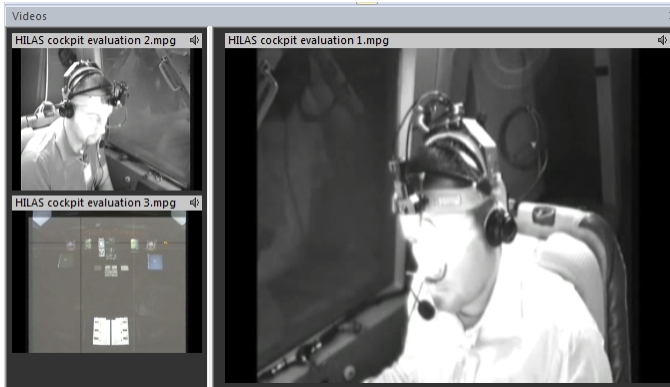 Videos
HILAS cockpit evaluation 2.mpg
HILAS cockpit evaluation 1.mpg
HILAS cockpit evaluation 3.mpg